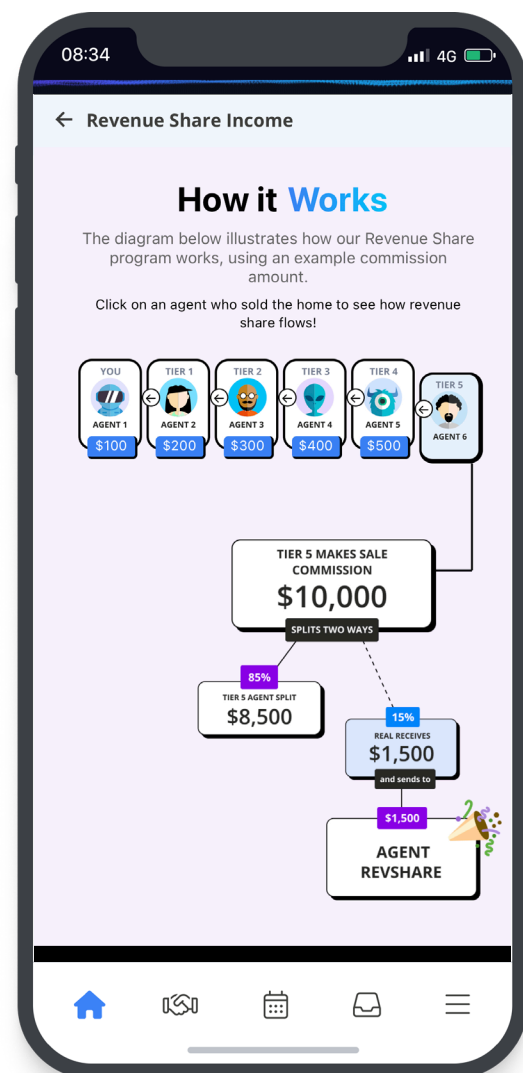 08:34
4G
Revenue Share Income
How it Works
The diagram below illustrates how our Revenue Share
program works, using an example commission
amount.
Click on an agent who sold the home to see how revenue
share flows!
YOU
AGENT 1
$100
TIER 1
AGENT 2
$200
TIER 2
AGENT 3
$300
TIER 3
AGENT 4
$400
TIER 4
AGENT 5
$500
TIER 5
AGENT 6
TIER 5 MAKES SALE
COMMISSION
$10,000
SPLITS TWO WAYS
85%
TIER 5 AGENT SPLIT
$8,500
15%
REAL RECEIVES
$1,500
and sends to
$1,500
AGENT
REVSHARE